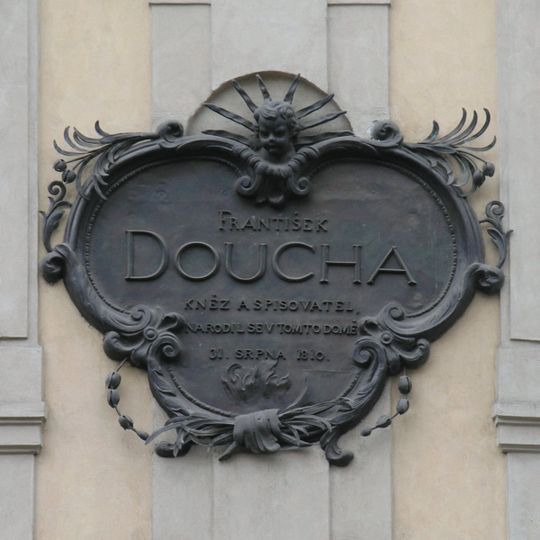 FRANTIŠEK
DOUCHA
KNĚZ A SPISOVATEL,
NARODIL SE V TOMTO DOMĚ
31. SRPNA 1810.